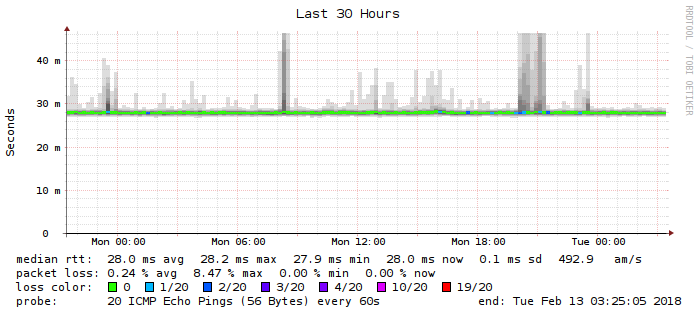 Last 30 Hours
RRDTOOL / TOBI OETIKER
Seconds
40 m
30 m
20 m
10 m
0
Mon 00:00 Mon 06:00 Mon 12:00 Mon 18:00 Tue 00:00
median rtt: 28.0 ms avg 28.2 ms max 27.9 ms min 28.0 ms now 0.1 ms sd 492.9 am/s
packet loss: 0.24 % avg 8.47 % max 0.00 % min 0.00 % now
loss color: 0 1/20 2/20 3/20 4/20 10/20 19/20
probe: 20 ICMP Echo Pings (56 Bytes) every 60s end: Tue Feb 13 03:25:05 2018